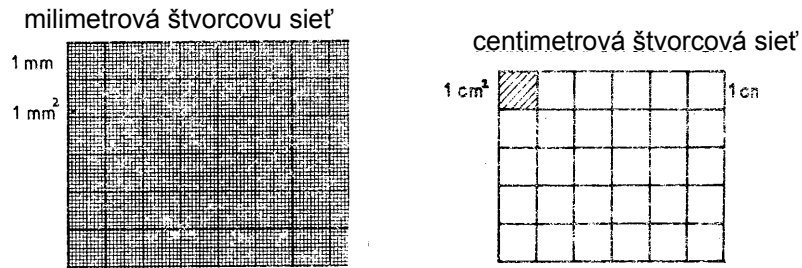 milimetrová štvorcovu sieť
1 mm
1 mm²
centimetrová štvorcová sieť
1 cm²
1 cm